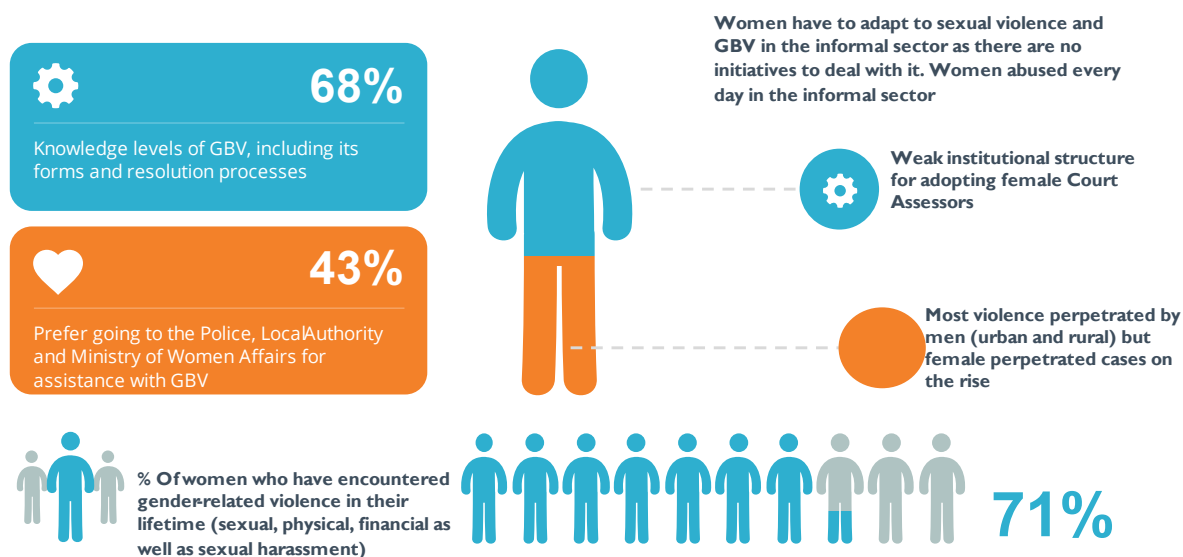 68%
Knowledge levels of GBV, including its
forms and resolution processes
43%
Prefer going to the Police, LocalAuthority
and Ministry of Women Affairs for
assistance with GBV
Women have to adapt to sexual violence and
GBV in the informal sector as there are no
initiatives to deal with it. Women abused every
day in the informal sector
Weak institutional structure
for adopting female Court
Assessors
Most violence perpetrated by
men (urban and rural) but
female perpetrated cases on
the rise
% Of women who have encountered
gender-related violence in their
lifetime (sexual, physical, financial as
well as sexual harassment)
71%